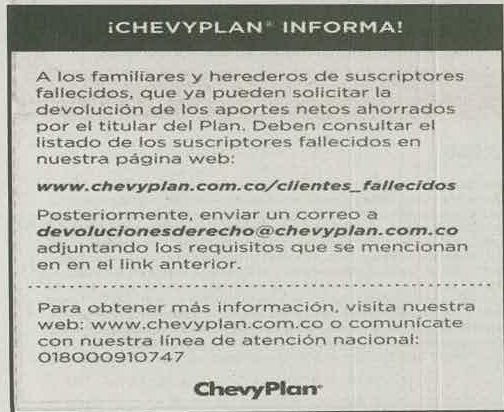 ¡CHEVYPLAN® INFORMA!
A los familiares y herederos de suscriptores
fallecidos, que ya pueden solicitar la
devolución de los aportes netos ahorrados
por el titular del Plan. Deben consultar el
listado de los suscriptores fallecidos en
nuestra página web:
www.chevyplan.com.co/clientes_fallecidos
Posteriormente, enviar un correo a
devolucionesderecho@chevyplan.com.co
adjuntando los requisitos que se mencionan
en en el link anterior.
Para obtener más información, visita nuestra
web: www.chevyplan.com.co o comunícate
con nuestra línea de atención nacional:
018000910747
ChevyPlan®